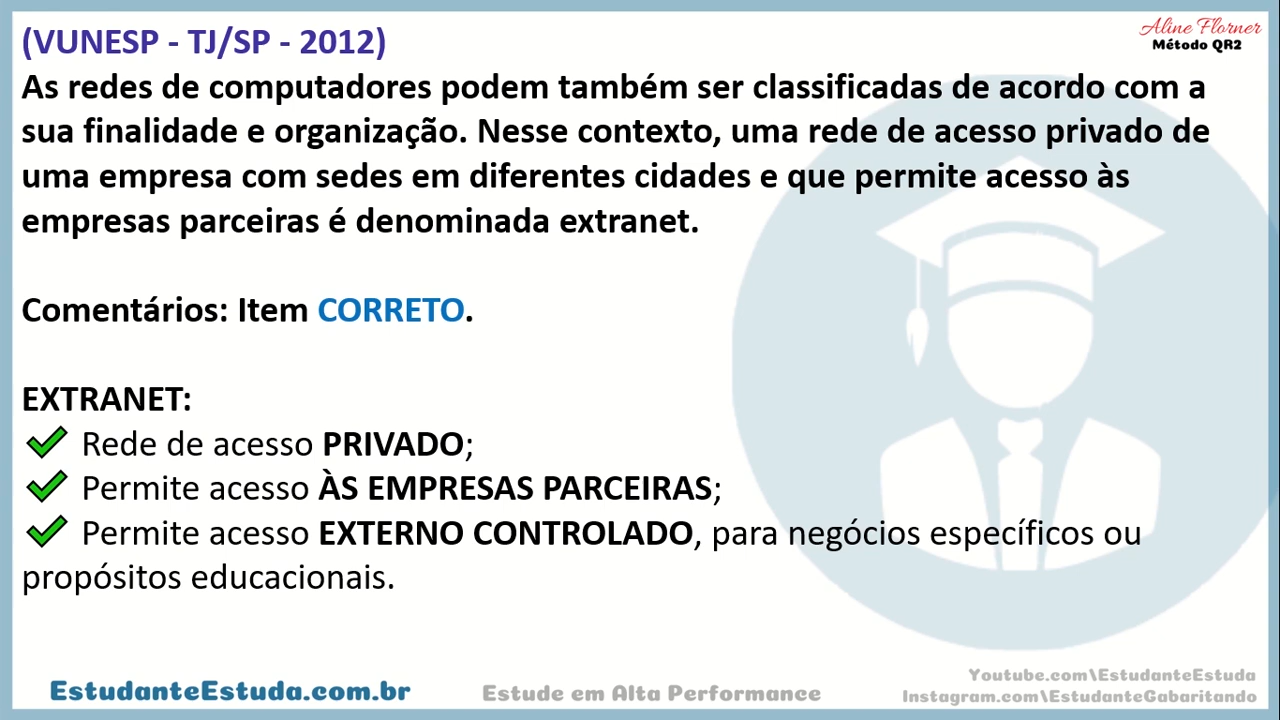 (VUNESP - TJ/SP - 2012)
Aline Florner
Método QR2
As redes de computadores podem também ser classificadas de acordo com a
sua finalidade e organização. Nesse contexto, uma rede de acesso privado de
uma empresa com sedes em diferentes cidades e que permite acesso às
empresas parceiras é denominada extranet.
Comentários: Item CORRETO.
EXTRANET:
Rede de acesso PRIVADO;
Permite acesso ÀS EMPRESAS PARCEIRAS;
Permite acesso EXTERNO CONTROLADO, para negócios específicos ou
propósitos educacionais.
EstudanteEstuda.com.br
Estude em Alta Performance
Youtube.com\EstudanteEstuda
Instagram.com\EstudanteGabaritando